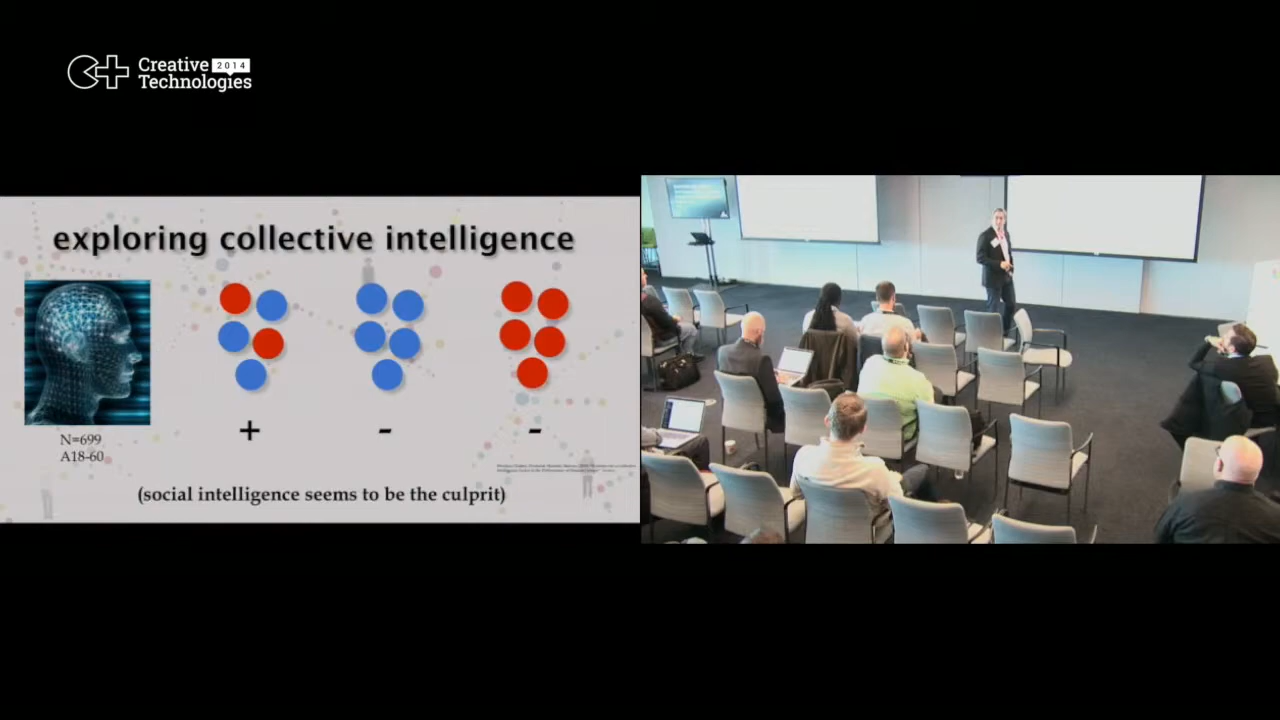 Creative 2014
Technologies
exploring collective intelligence
+ - -
N=699
A18-60
(social intelligence seems to be the culprit)